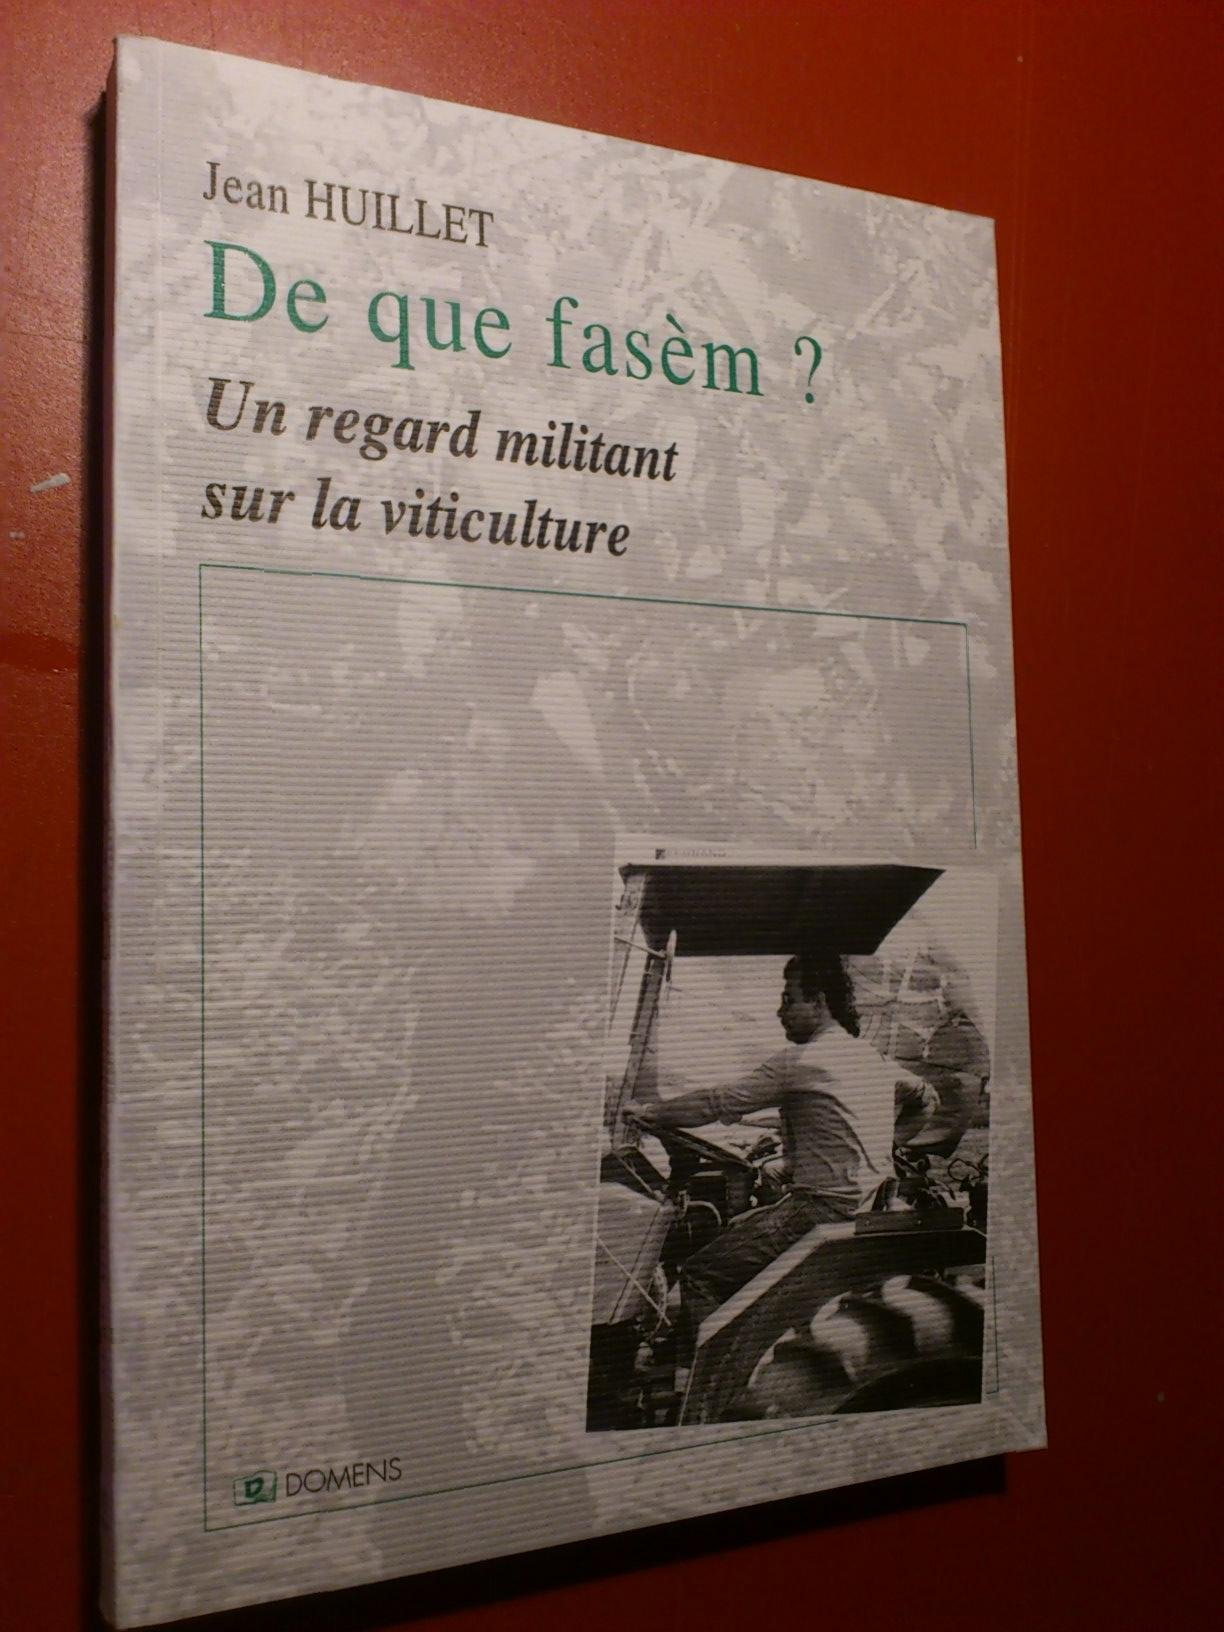 Jean HUILLET
De que fasèm ?
Un regard militant
sur la viticulture
D DOMENS